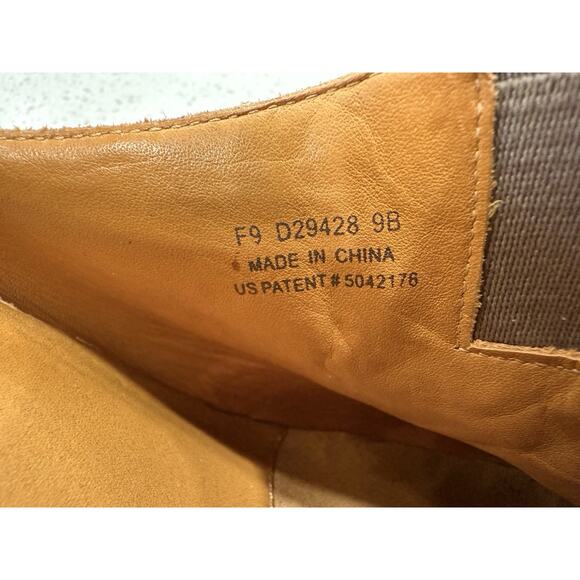 F9 D29428 9B
MADE IN CHINA
US PATENT # 5042176